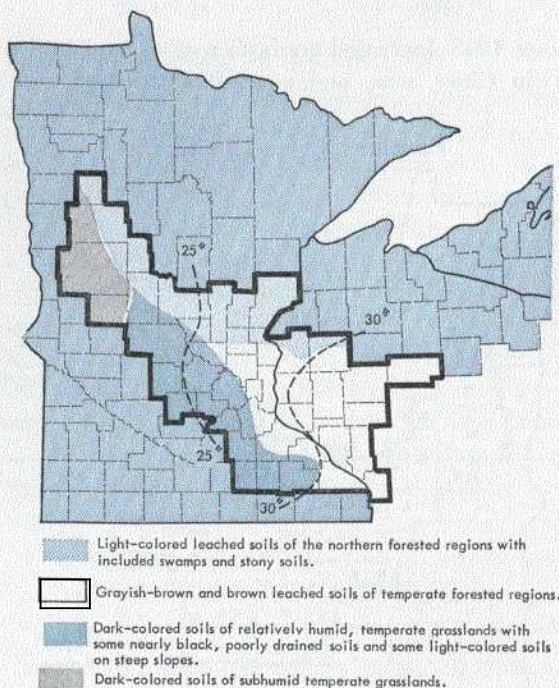 25"
30"
25"
30"
Light-colored leached soils of the northern forested regions with
included swamps and stony soils.
Grayish-brown and brown leached soils of temperate forested regions.
Dark-colored soils of relatively humid, temperate grasslands with
some nearly black, poorly drained soils and some light-colored soils
on steep slopes.
Dark-colored soils of subhumid temperate grasslands.